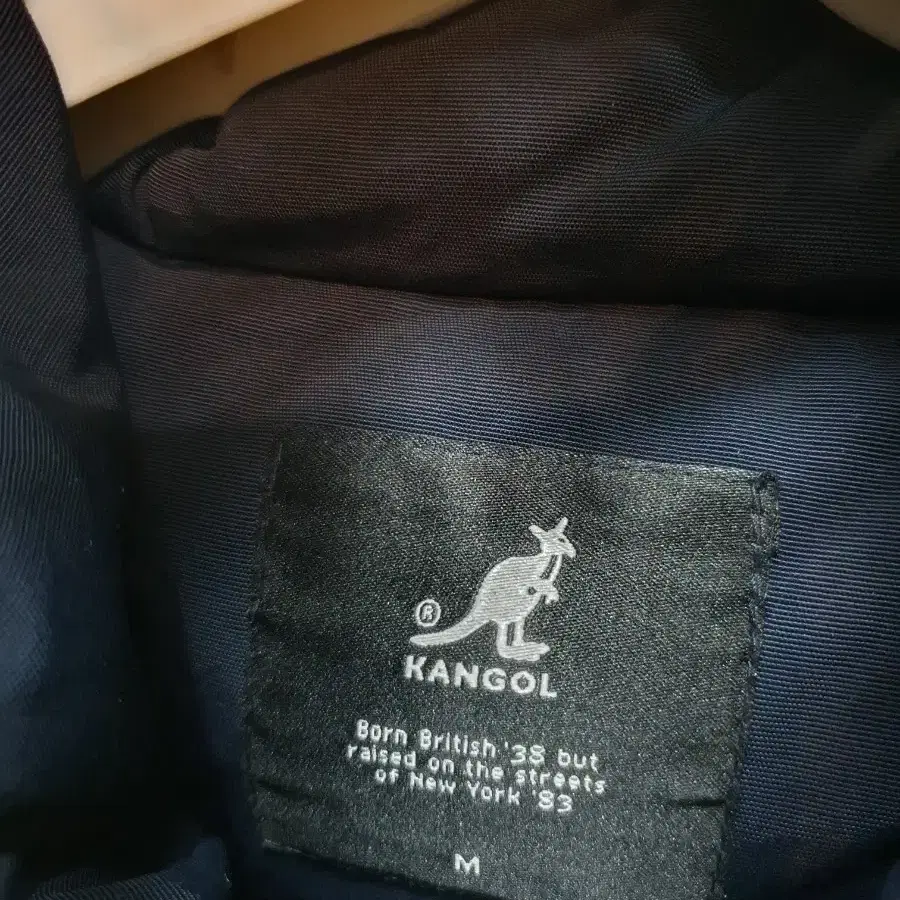 ®
KANGOL
Born British '38 but
raised on the streets
of New York '83
M